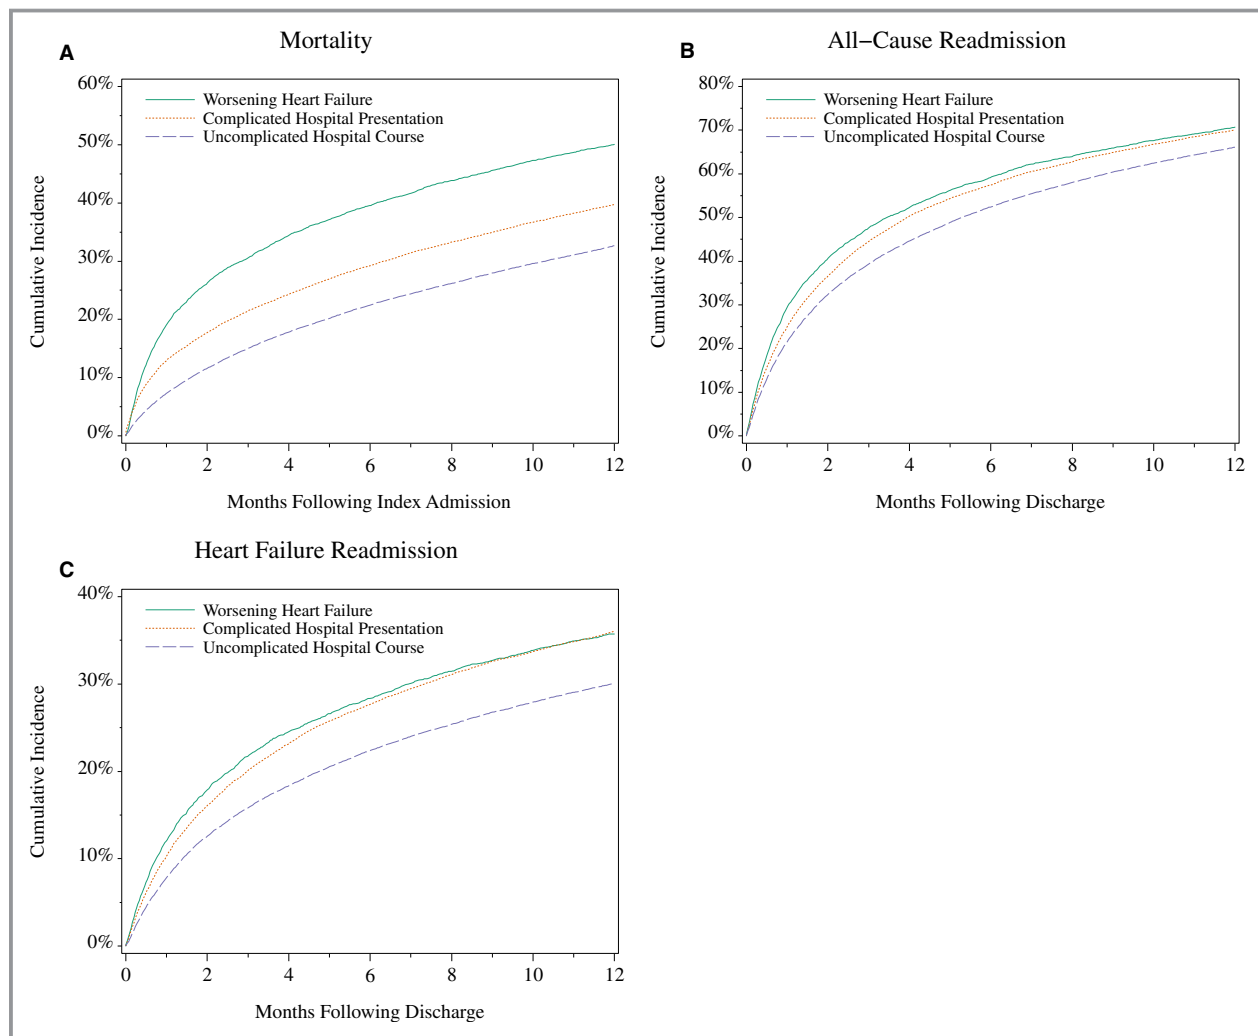 A
Mortality
60%
50%
40%
30%
20%
10%
0%
Cumulative Incidence
Worsening Heart Failure
Complicated Hospital Presentation
Uncomplicated Hospital Course
0 2 4 6 8 10 12
Months Following Index Admission
B
All−Cause Readmission
80%
70%
60%
50%
40%
30%
20%
10%
0%
Cumulative Incidence
Worsening Heart Failure
Complicated Hospital Presentation
Uncomplicated Hospital Course
0 2 4 6 8 10 12
Months Following Discharge
C
Heart Failure Readmission
40%
30%
20%
10%
0%
Cumulative Incidence
Worsening Heart Failure
Complicated Hospital Presentation
Uncomplicated Hospital Course
0 2 4 6 8 10 12
Months Following Discharge